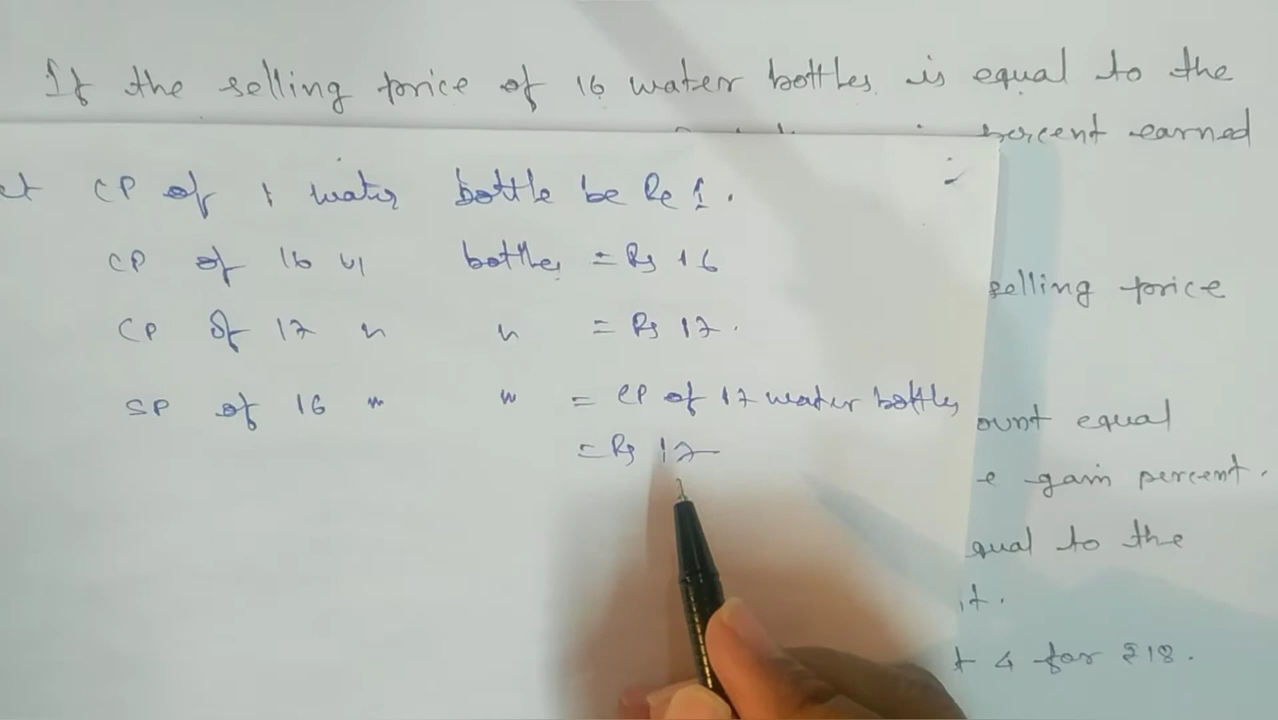 If the selling price of 16 water bottles is equal to the
percent earned
CP of 1 water bottle be Re 1.
CP of 16 bottles = Rs 16
selling price
CP of 17 " " = Rs 17.
SP of 16 " " = CP of 17 water bottles
ount equal
= Rs 17
e gain percent.
qual to the
it.
t 4 for ₹18.